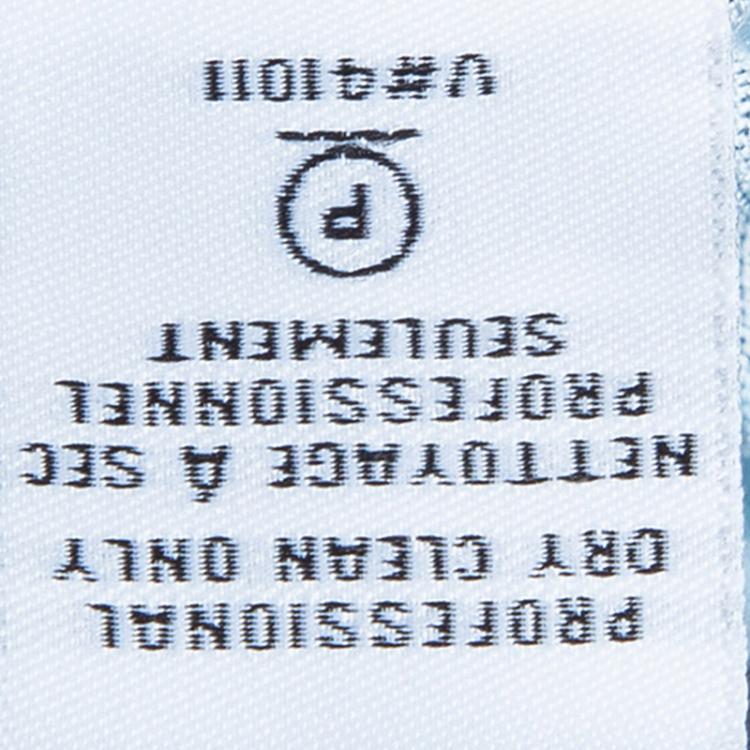 PROFESSIONAL
DRY CLEAN ONLY
NETTOYAGE À SEC
PROFESSIONNEL
SEULEMENT
P
V#41011